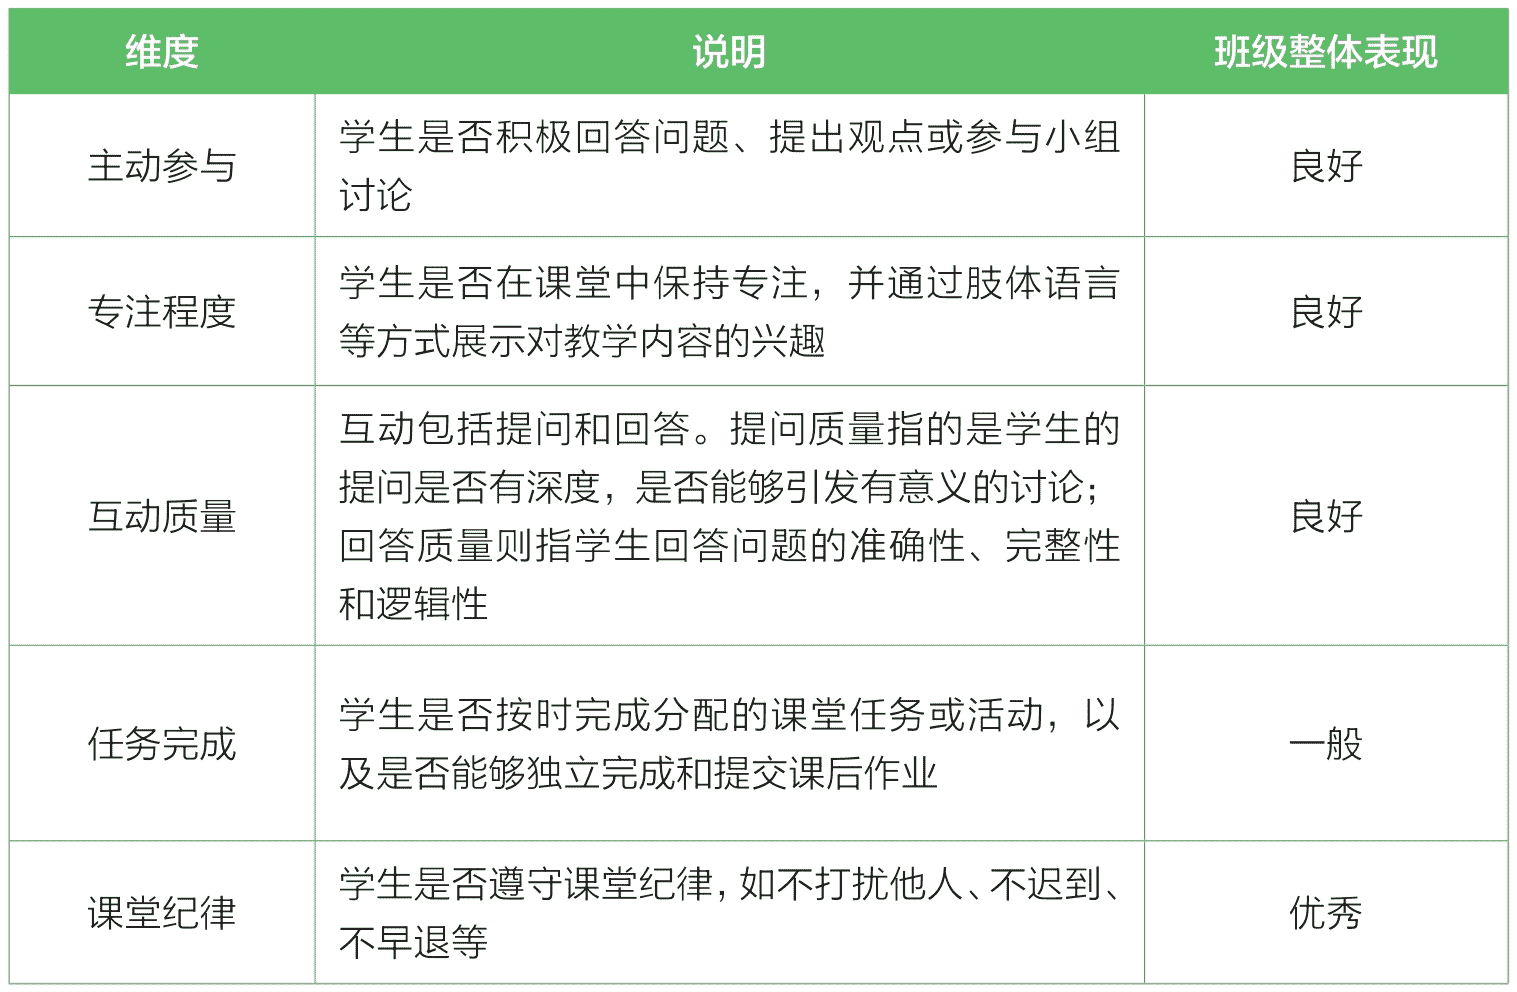 维度
说明
班级整体表现
主动参与
学生是否积极回答问题、提出观点或参与小组
讨论
良好
专注程度
学生是否在课堂中保持专注，并通过肢体语言
等方式展示对教学内容的兴趣
良好
互动质量
互动包括提问和回答。提问质量指的是学生的
提问是否有深度，是否能够引发有意义的讨论；
回答质量则指学生回答问题的准确性、完整性
和逻辑性
良好
任务完成
学生是否按时完成分配的课堂任务或活动，以
及是否能够独立完成和提交课后作业
一般
课堂纪律
学生是否遵守课堂纪律，如不打扰他人、不迟到、
不早退等
优秀